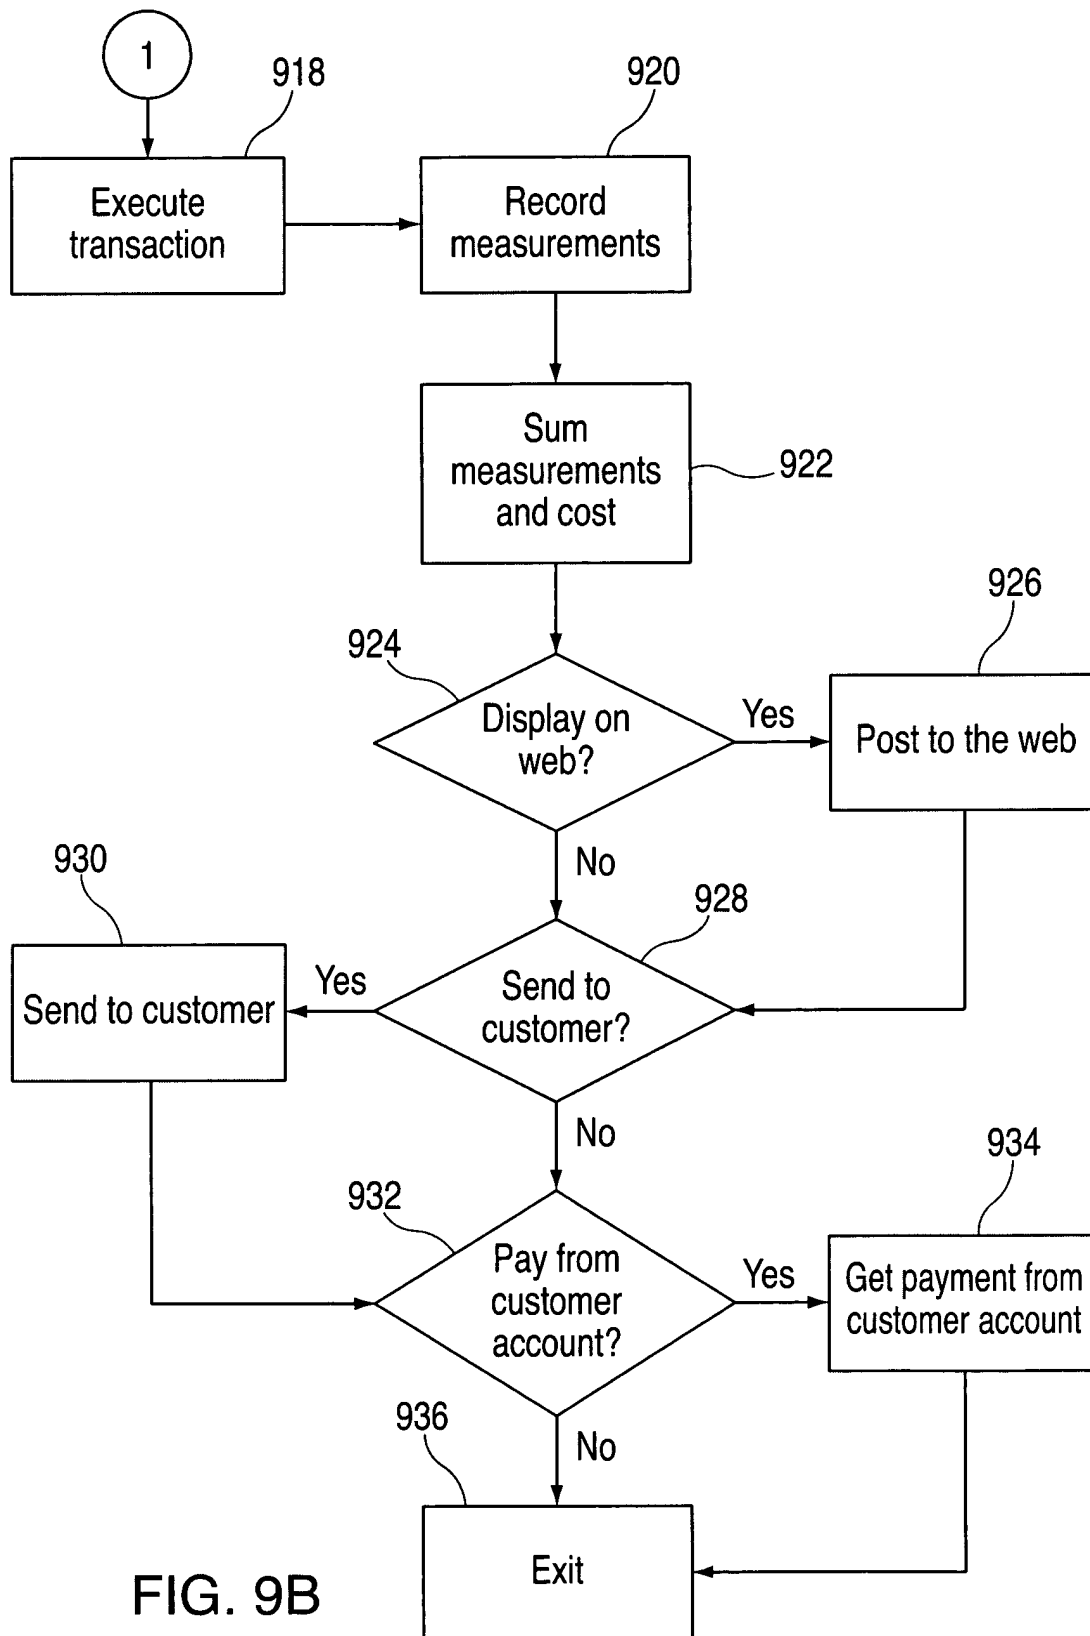 1
918
Execute
transaction
920
Record
measurements
Sum
measurements
and cost
922
924
Display on
web?
Yes
926
Post to the web
No
928
Send to
customer?
Yes
930
Send to customer
No
932
Pay from
customer
account?
Yes
934
Get payment from
customer account
No
936
Exit
FIG. 9B